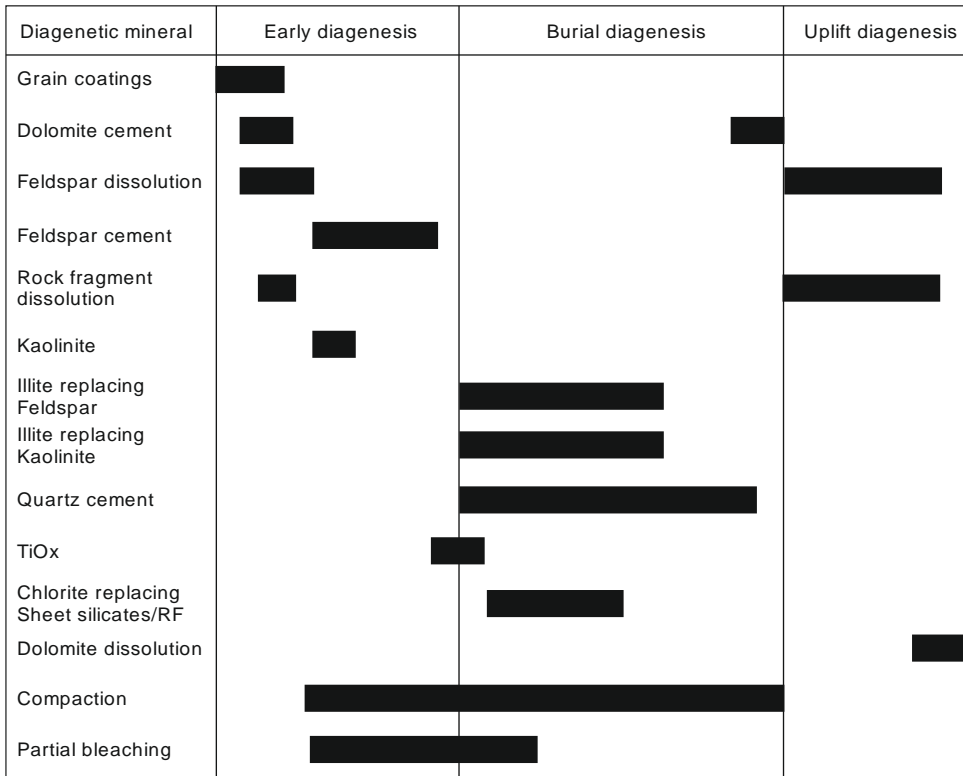 Diagenetic mineral
Early diagenesis
Burial diagenesis
Uplift diagenesis
Grain coatings
Dolomite cement
Feldspar dissolution
Feldspar cement
Rock fragment
dissolution
Kaolinite
Illite replacing
Feldspar
Illite replacing
Kaolinite
Quartz cement
TiOx
Chlorite replacing
Sheet silicates/RF
Dolomite dissolution
Compaction
Partial bleaching